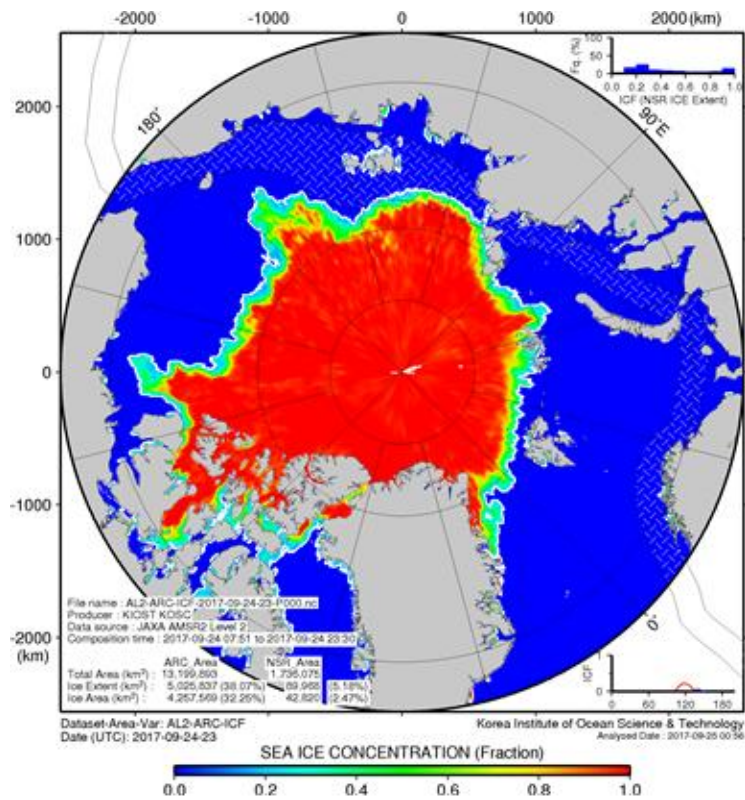 -2000 -1000 0 1000 2000 (km)
100
50
0
Fq. (%)
0.0 0.2 0.4 0.6 0.8 1.0
ICF (NSR ICE Extent)
180°
90°E
0°
2000
1000
0
-1000
-2000
(km)
File name : AL2-ARC-ICF-2017-09-24-23-P000.nc
Producer : KIOST KOSC
Data source : JAXA AMSR2 Level 2
Composition time : 2017-09-24 07:51 to 2017-09-24 23:30
ARC_Area NSR_Area
Total Area (km²) : 13,199,893 1,736,075
Ice Extent (km²) : 5,025,837 (38.07%) 89,968 (5.18%)
Ice Area (km²) : 4,257,569 (32.25%) 42,820 (2.47%)
ICF
1
0
0 60 120 180
Dataset-Area-Var: AL2-ARC-ICF
Date (UTC): 2017-09-24-23
Korea Institute of Ocean Science & Technology
Analysed Date : 2017-09-25 00:56
SEA ICE CONCENTRATION (Fraction)
0.0 0.2 0.4 0.6 0.8 1.0